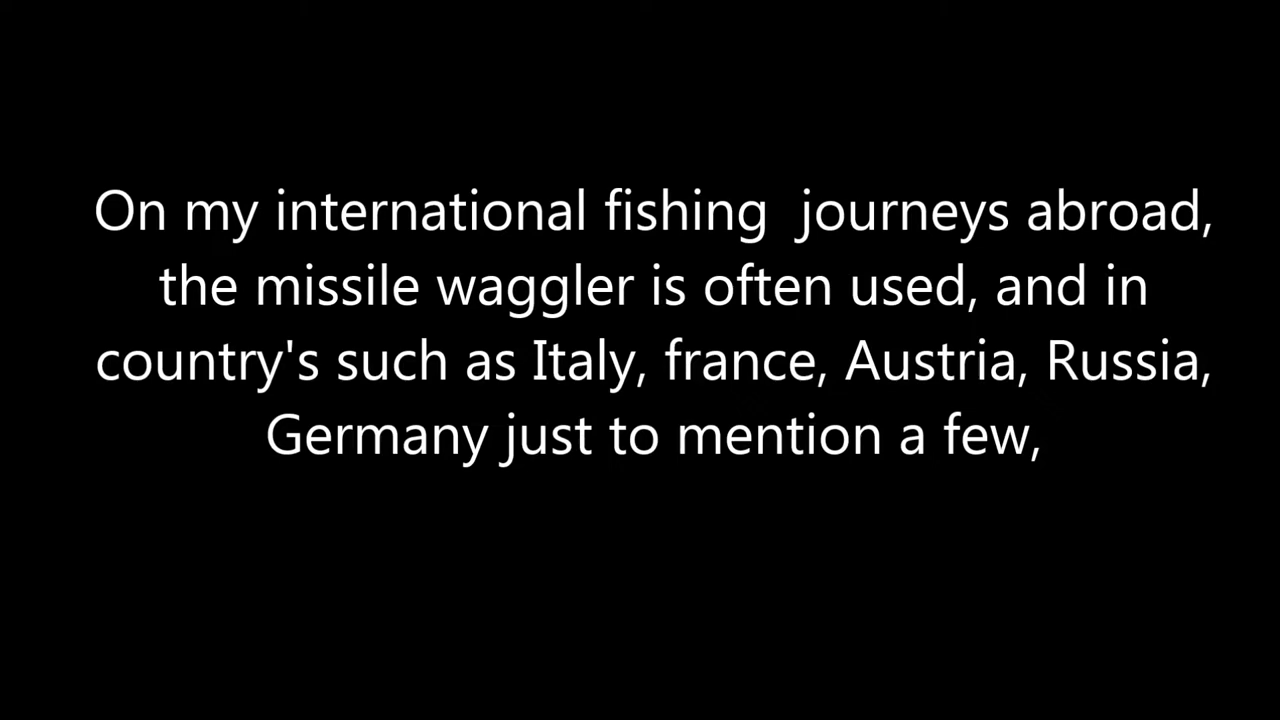 On my international fishing  journeys abroad,
the missile waggler is often used, and in
country's such as Italy, france, Austria, Russia,
Germany just to mention a few,